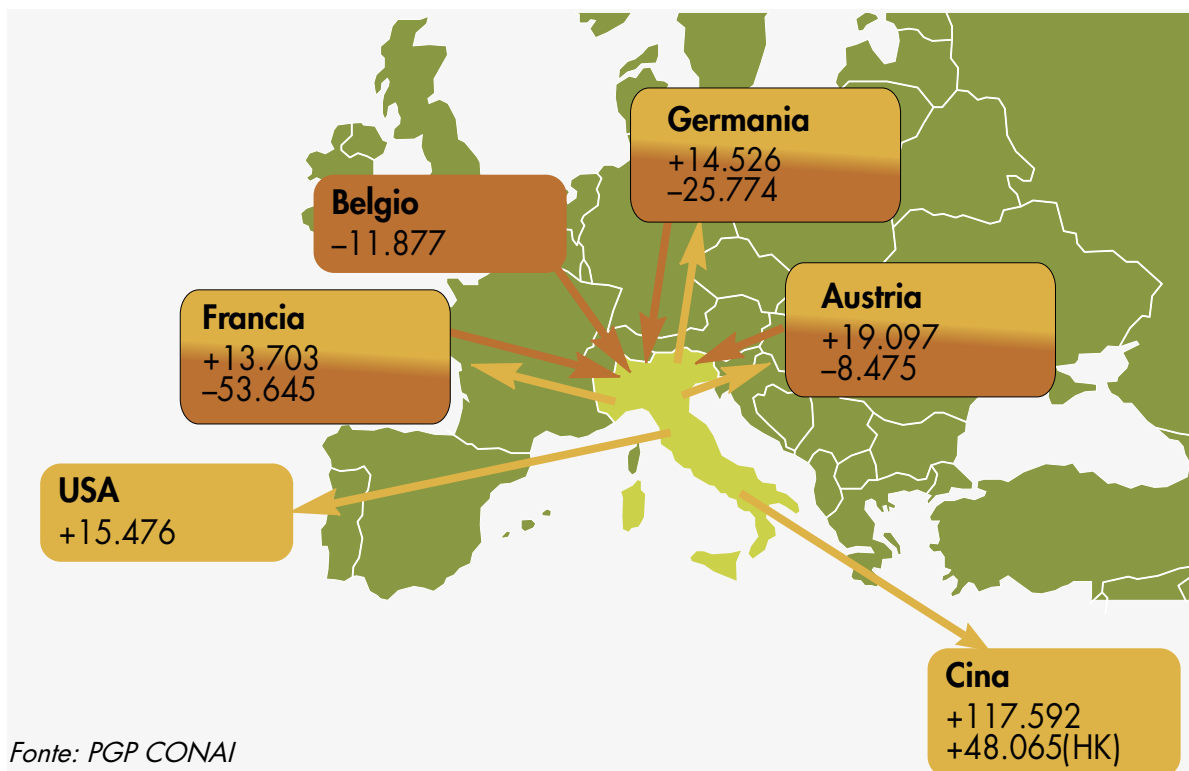 Germania
+14.526
–25.774
Belgio
–11.877
Austria
+19.097
–8.475
Francia
+13.703
–53.645
USA
+15.476
Cina
+117.592
+48.065(HK)
Fonte: PGP CONAI